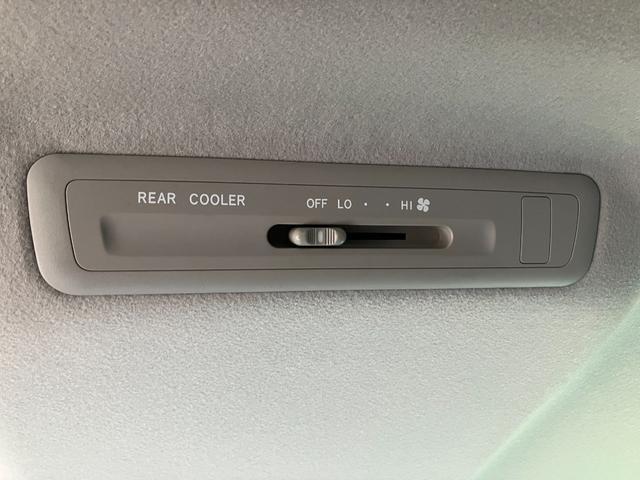 REAR COOLER OFF LO · · HI